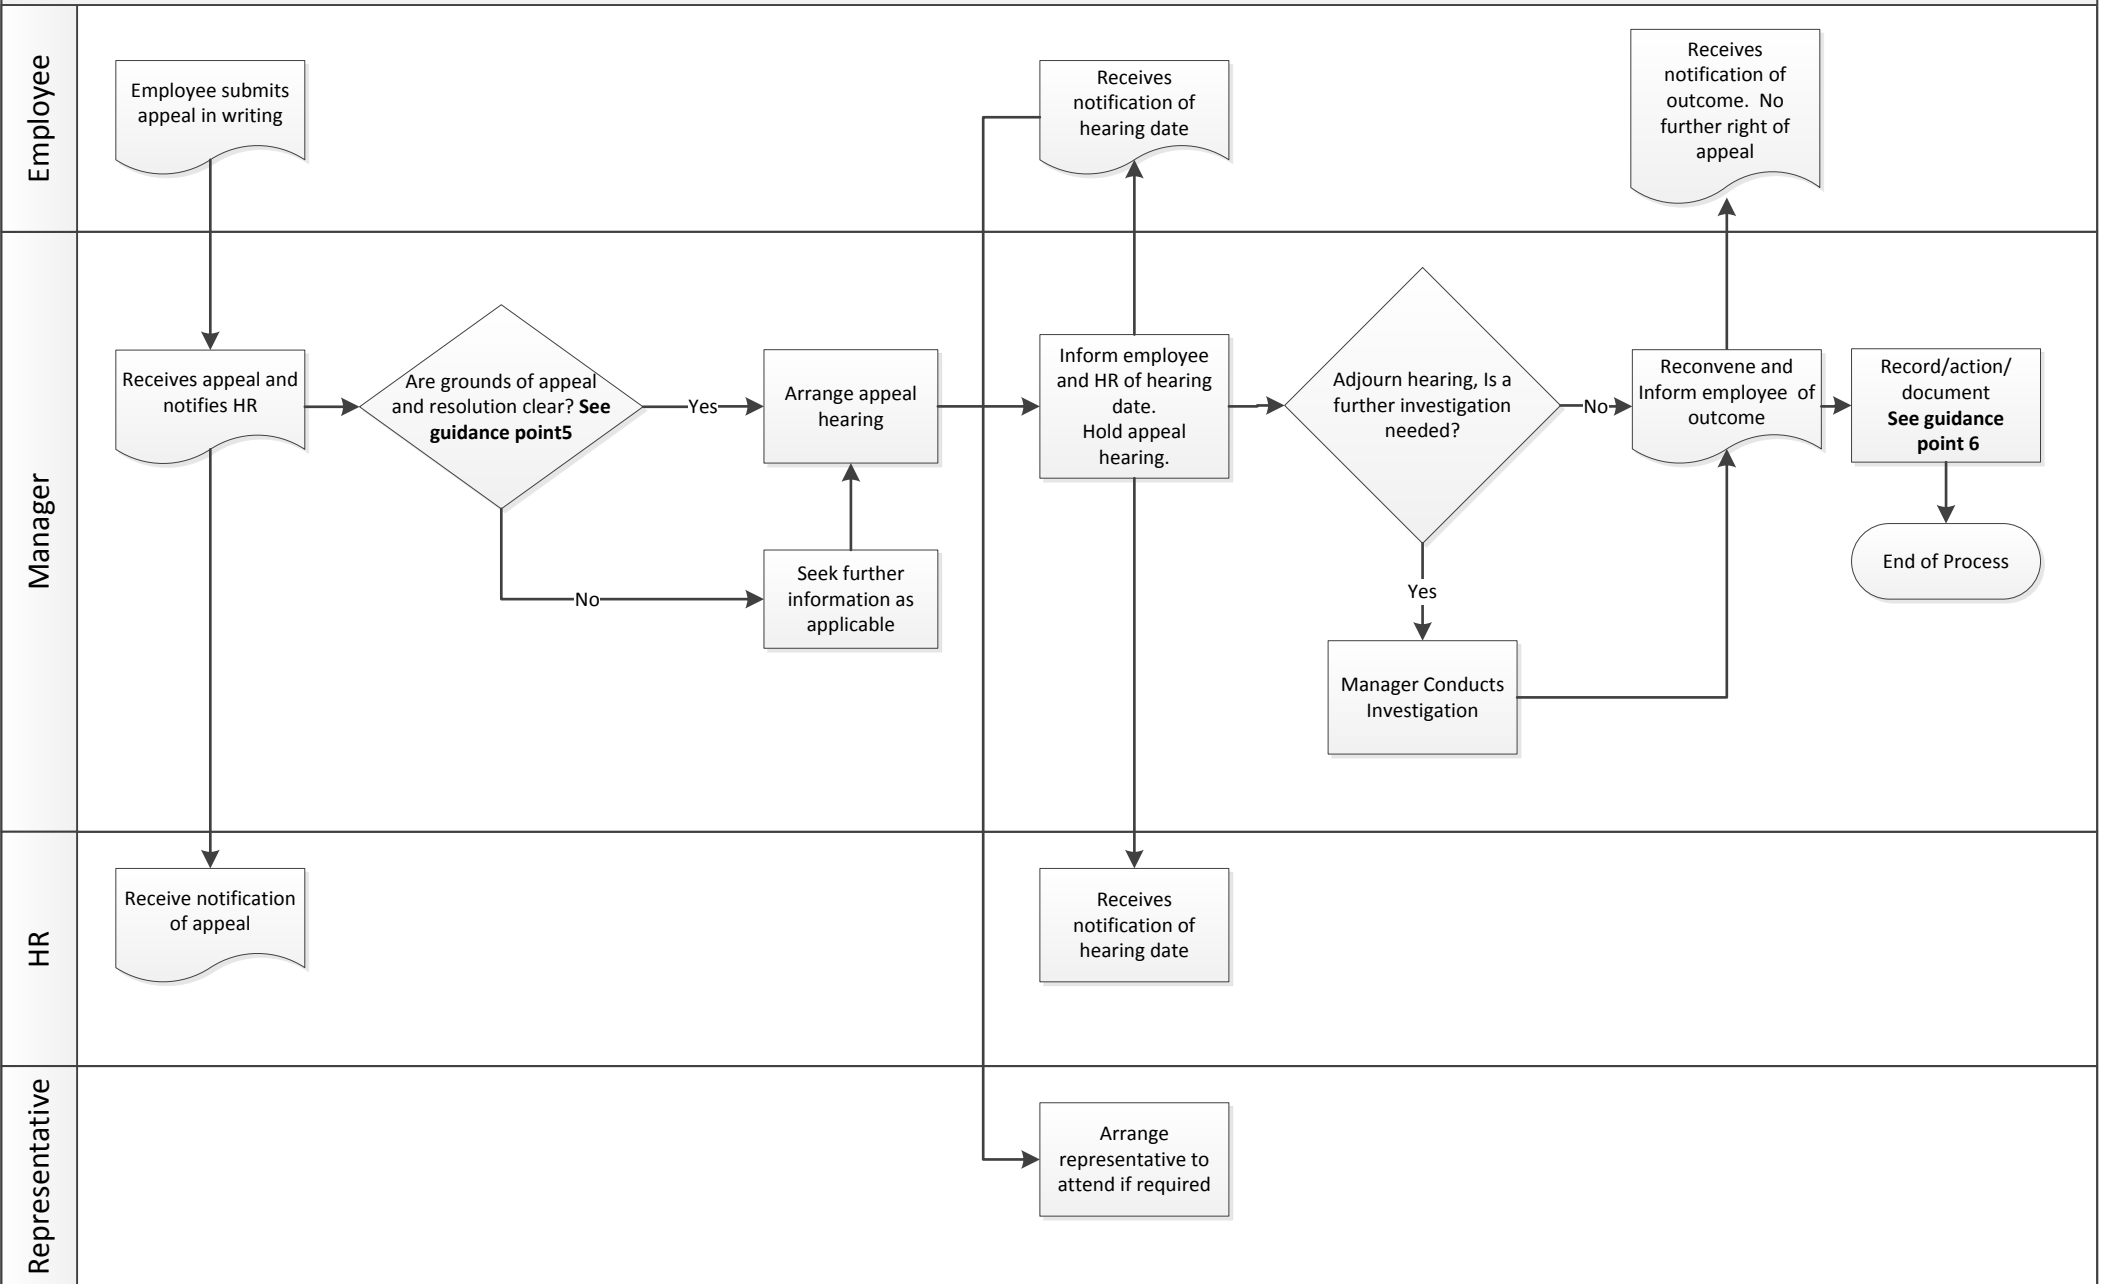 Employee
Employee submits
appeal in writing
Receives
notification of
hearing date
Receives
notification of
outcome.  No
further right of
appeal
Manager
Receives appeal and
notifies HR
Are grounds of appeal
and resolution clear? See
guidance point5
Yes
No
Arrange appeal
hearing
Seek further
information as
applicable
Inform employee
and HR of hearing
date.
Hold appeal
hearing.
Adjourn hearing, Is a
further investigation
needed?
No
Yes
Manager Conducts
Investigation
Reconvene and
Inform employee  of
outcome
Record/action/
document
See guidance
point 6
End of Process
HR
Receive notification
of appeal
Receives
notification of
hearing date
Representative
Arrange
representative to
attend if required